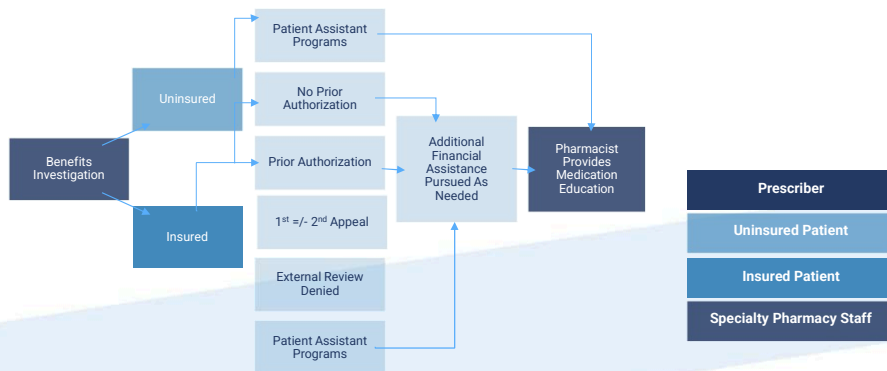 Patient Assistant
Programs
Uninsured
No Prior
Authorization
Benefits
Investigation
Prior Authorization
Additional
Financial
Assistance
Pursued As
Needed
Pharmacist
Provides
Medication
Education
Insured
1st =/- 2nd Appeal
External Review
Denied
Patient Assistant
Programs
Prescriber
Uninsured Patient
Insured Patient
Specialty Pharmacy Staff